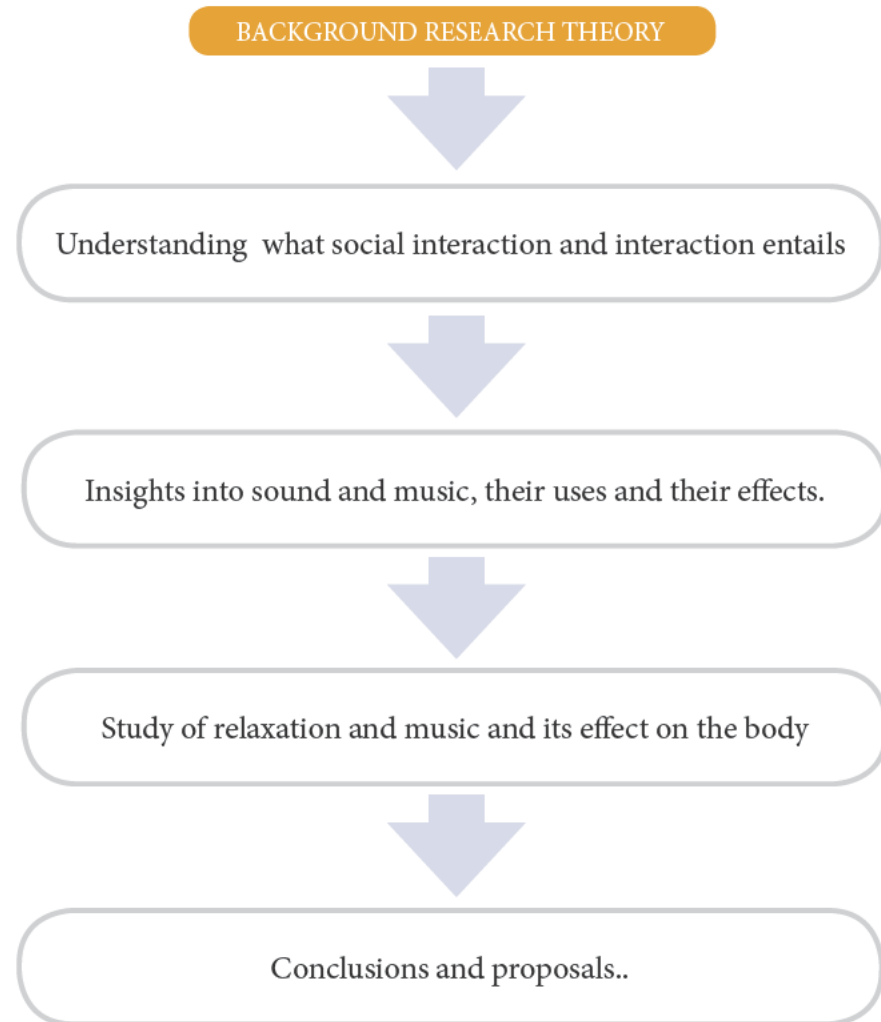 BACKGROUND RESEARCH THEORY
Understanding  what social interaction and interaction entails
Insights into sound and music, their uses and their effects.
Study of relaxation and music and its effect on the body
Conclusions and proposals..